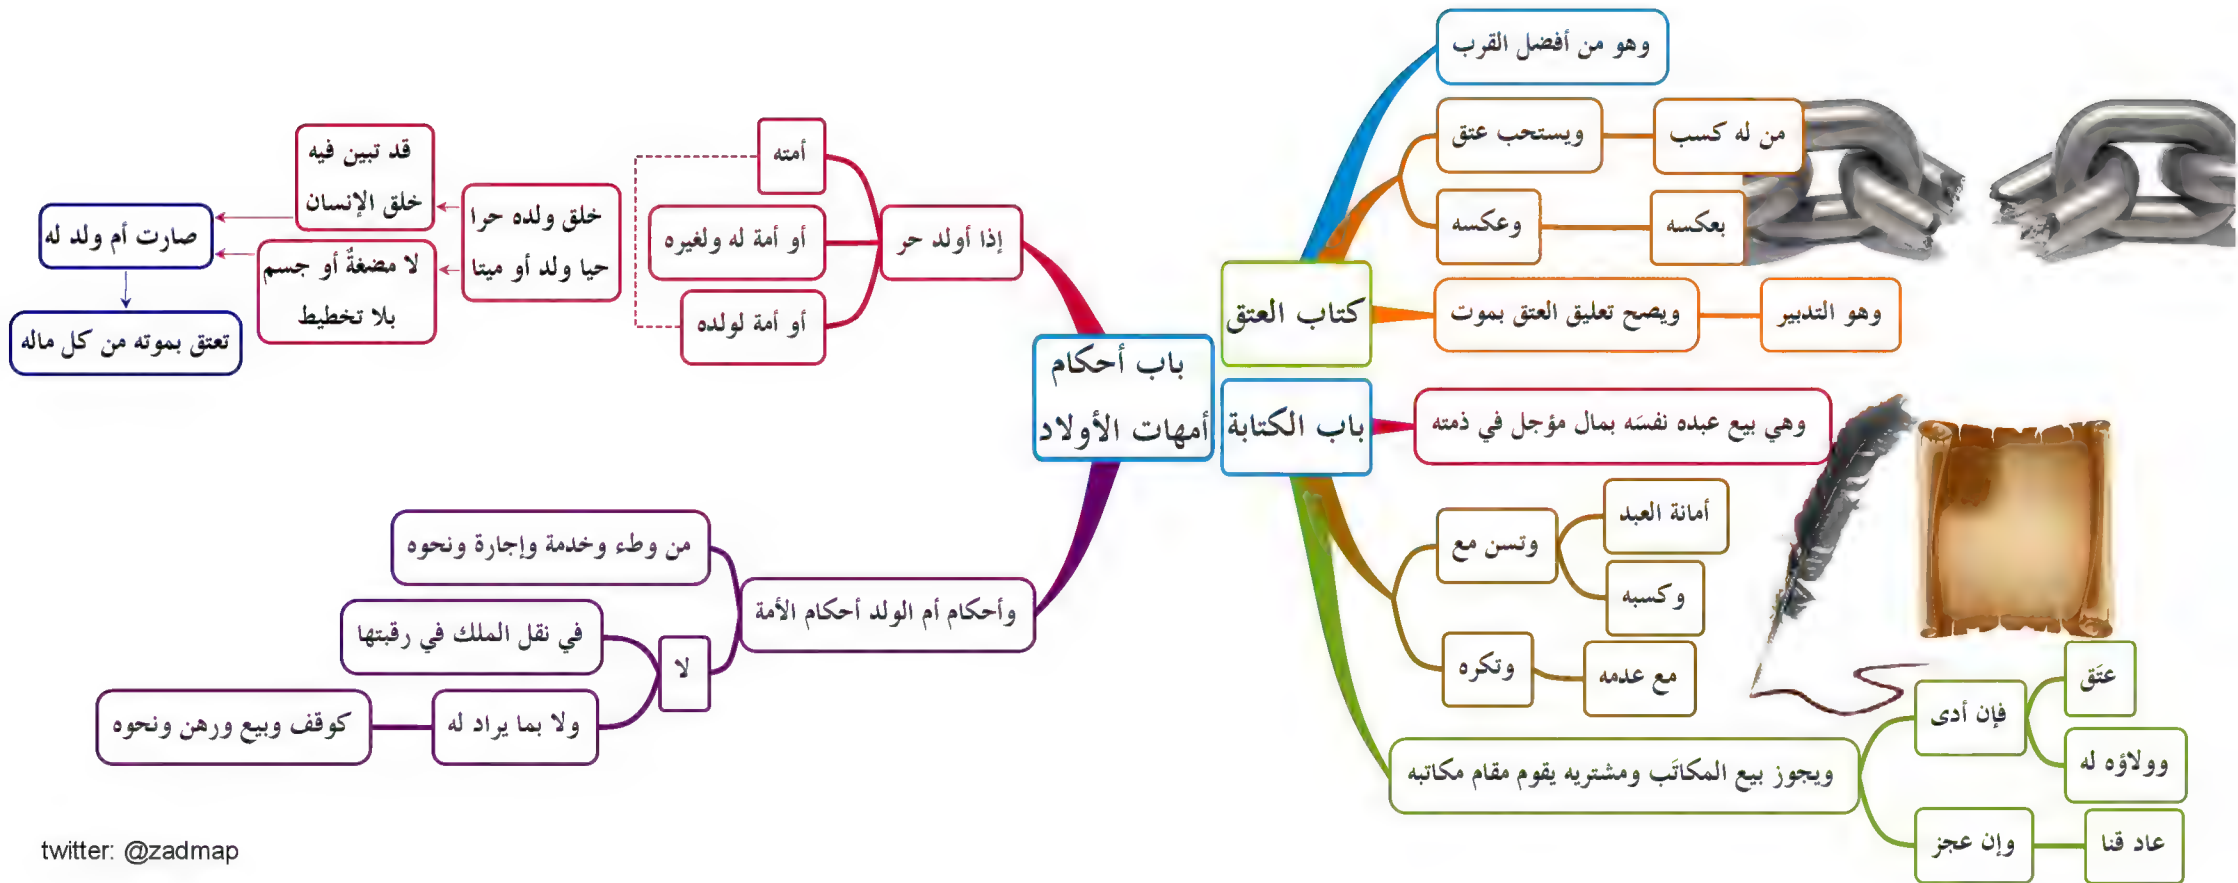 كتاب العتق
وهو من أفضل القرب
ويستحب عتق
من له كسب
وعكسه
بعكسه
ويصح تعليق العتق بموت
وهو التدبير
باب الكتابة
وهي بيع عبده نفسَه بمال مؤجل في ذمته
وتسن مع
أمانة العبد
وكسبه
وتكره
مع عدمه
ويجوز بيع المكاتَب ومشتريه يقوم مقام مكاتبه
فإن أدى
عتَق
وولاؤه له
وإن عجز
عاد قنا
باب أحكام
أمهات الأولاد
إذا أولد حر
أمته
أو أمة له ولغيره
أو أمة لولده
خلق ولده حرا
حيا ولد أو ميتا
قد تبين فيه
خلق الإنسان
لا مضغةٌ أو جسم
بلا تخطيط
صارت أم ولد له
تعتق بموته من كل ماله
وأحكام أم الولد أحكام الأمة
من وطء وخدمة وإجارة ونحوه
لا
في نقل الملك في رقبتها
ولا بما يراد له
كوقف وبيع ورهن ونحوه
twitter: @zadmap